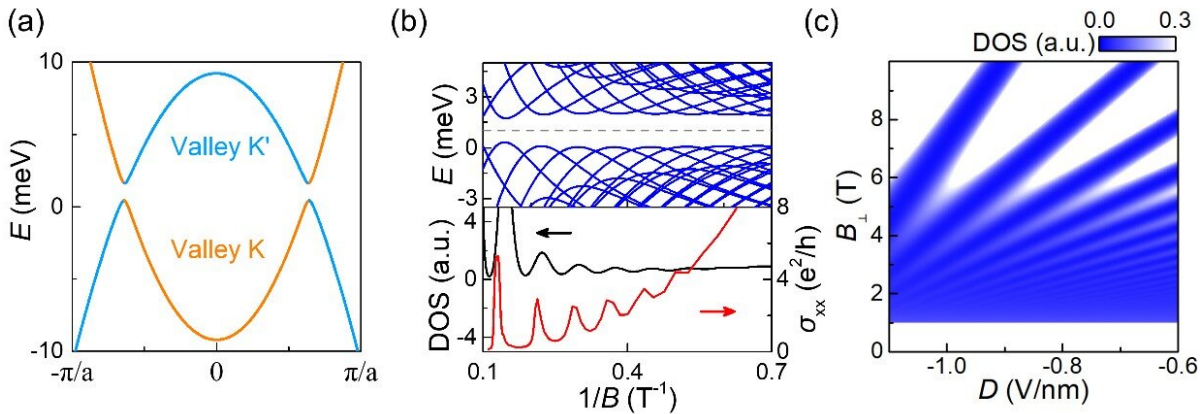 (a)
10
0
-10
E (meV)
Valley K'
Valley K
-π/a
0
π/a
(b)
3
0
-3
E (meV)
4
0
-4
DOS (a.u.)
8
4
0
σxx (e²/h)
0.1
0.4
0.7
1/B (T⁻¹)
(c)
0.0
0.3
DOS (a.u.)
8
6
4
2
0
B⊥ (T)
-1.0
-0.8
-0.6
D (V/nm)